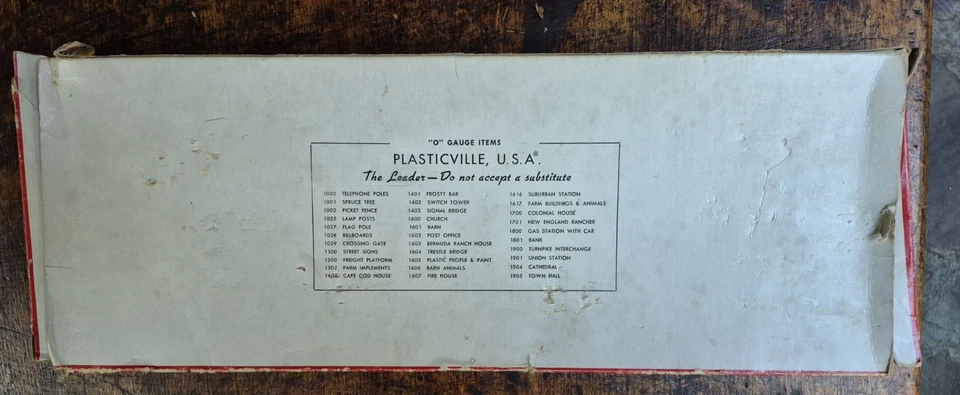 "O" GAUGE ITEMS
PLASTICVILLE, U.S.A®.
The Leader—Do not accept a substitute
1000 TELEPHONE POLES
1001 SPRUCE TREE
1002 PICKET FENCE
1025 LAMP POSTS
1027 FLAG POLE
1028 BILLBOARDS
1029 CROSSING GATE
1100 STREET SIGNS
1200 FREIGHT PLATFORM
1302 FARM IMPLEMENTS
1400 CAPE COD HOUSE
1401 FROSTY BAR
1402 SWITCH TOWER
1403 SIGNAL BRIDGE
1600 CHURCH
1601 BARN
1602 POST OFFICE
1603 BERMUDA RANCH HOUSE
1604 TRESTLE BRIDGE
1605 PLASTIC PEOPLE & PAINT
1606 BARN ANIMALS
1607 FIRE HOUSE
1616 SUBURBAN STATION
1617 FARM BUILDINGS & ANIMALS
1700 COLONIAL HOUSE
1701 NEW ENGLAND RANCHER
1800 GAS STATION WITH CAR
1801 BANK
1900 TURNPIKE INTERCHANGE
1901 UNION STATION
1904 CATHEDRAL
1905 TOWN HALL